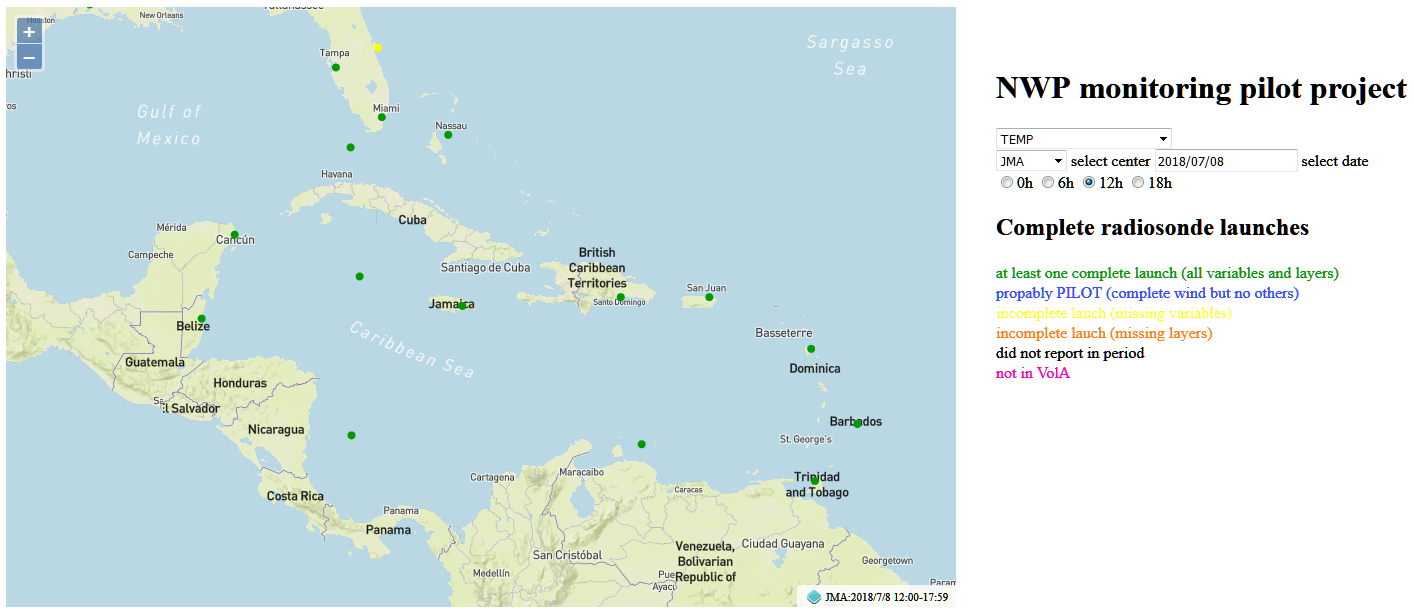 Houston
New Orleans
Tallahassee
+
−
Tampa
Sargasso
Sea
Gulf of
Mexico
Miami
Nassau
Havana
Mérida
Cancún
Campeche
Cuba
Santiago de Cuba
British
Caribbean
Territories
Santo Domingo
San Juan
Jamaica
Belize
Caribbean Sea
Basseterre
Dominica
Guatemala
Honduras
El Salvador
Nicaragua
Barbados
St. George's
Trinidad
and Tobago
Cartagena
Maracaibo
Caracas
Costa Rica
Panama
Panama
San Cristóbal
Venezuela,
Bolivarian
Republic of
Ciudad Guayana
Georgetown
Medellín
JMA:2018/7/8 12:00-17:59
NWP monitoring pilot project
TEMP
JMA select center 2018/07/08 select date
0h 6h 12h 18h
Complete radiosonde launches
at least one complete launch (all variables and layers)
propably PILOT (complete wind but no others)
incomplete lauch (missing variables)
incomplete lauch (missing layers)
did not report in period
not in VolA